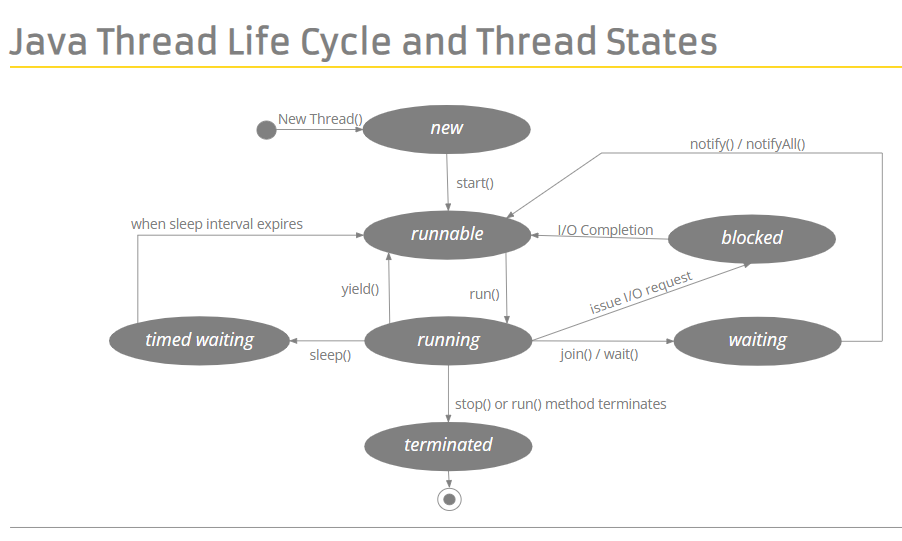 Java Thread Life Cycle and Thread States
New Thread()
new
notify() / notifyAll()
start()
when sleep interval expires
runnable
I/O Completion
blocked
yield()
run()
issue I/O request
timed waiting
sleep()
running
join() / wait()
waiting
stop() or run() method terminates
terminated